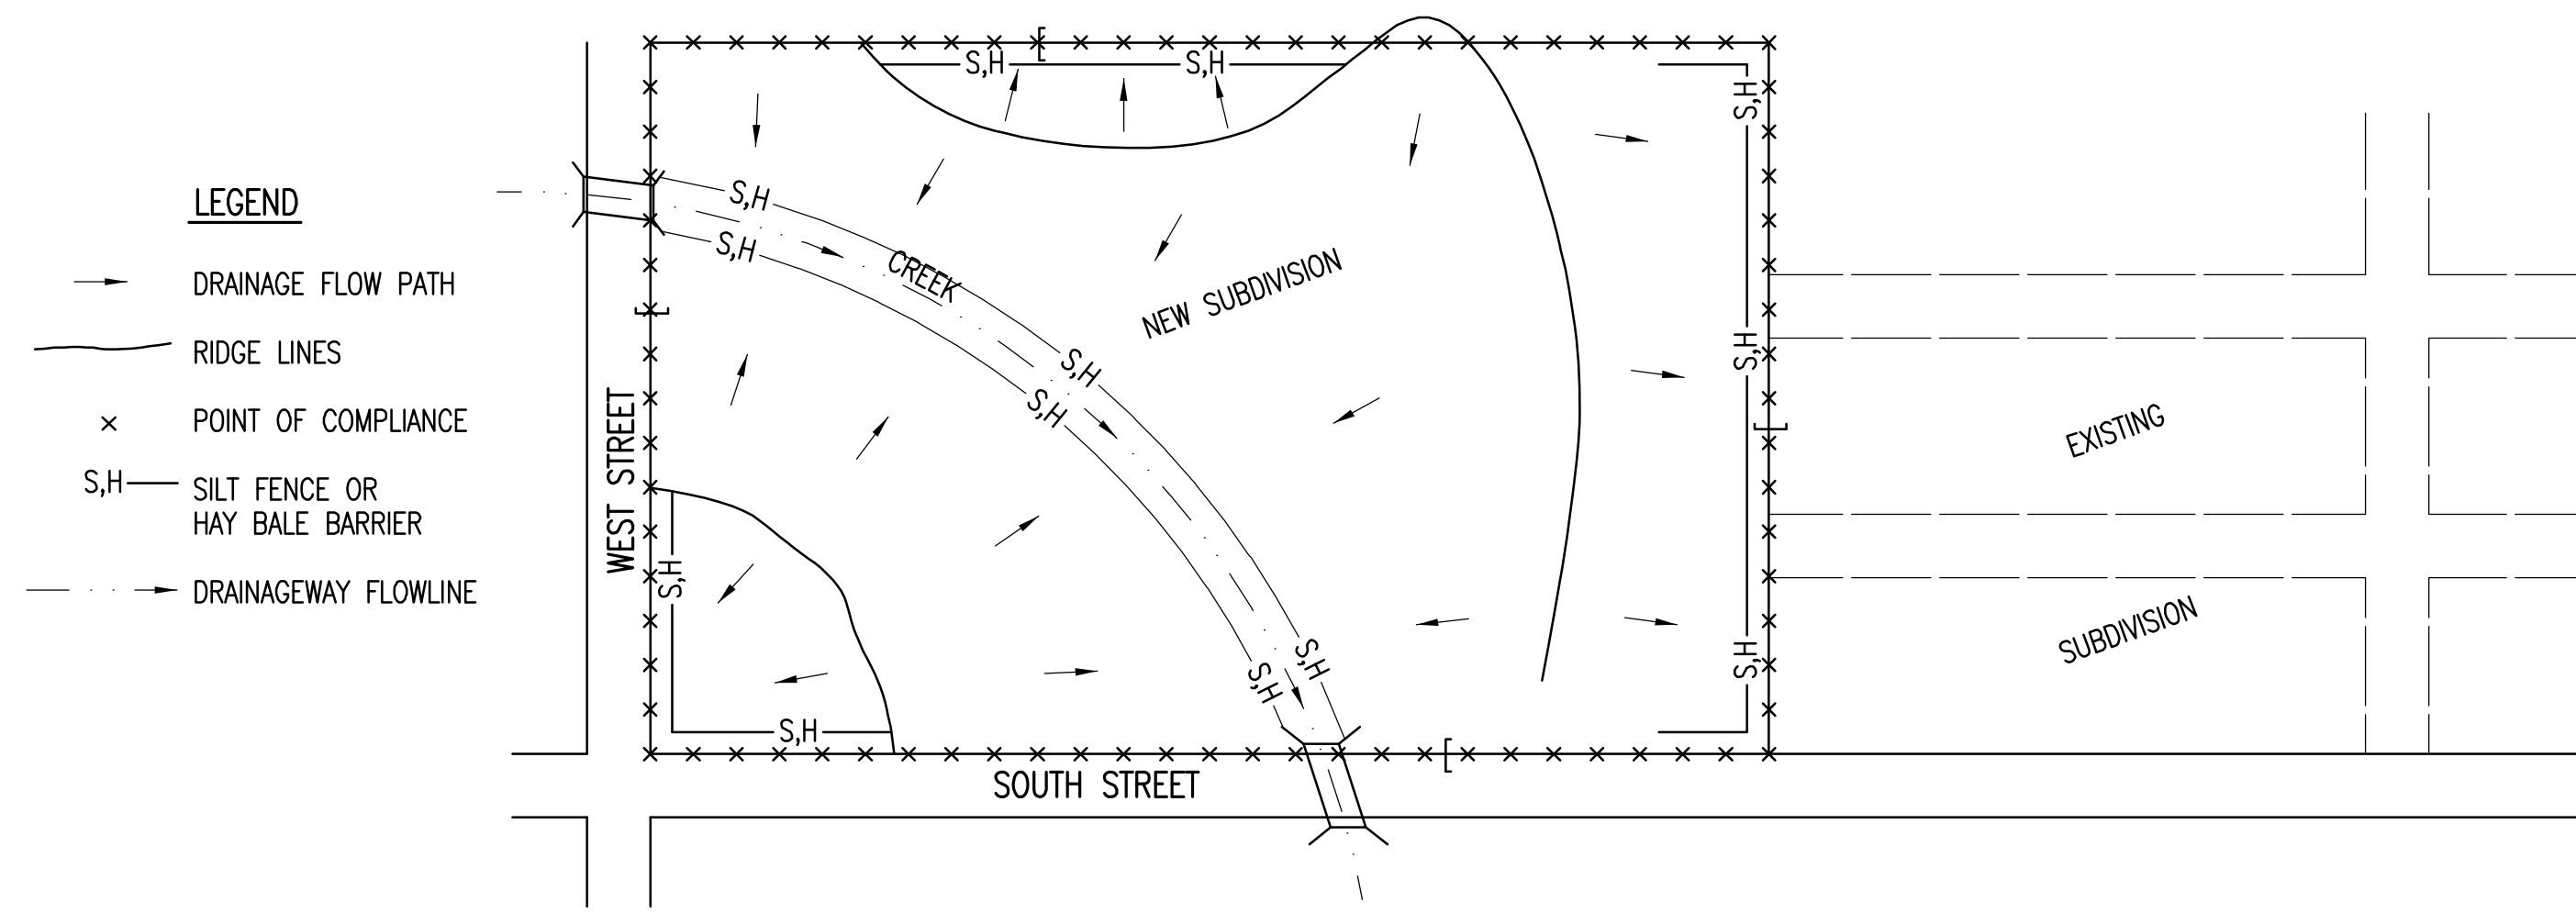 LEGEND
DRAINAGE FLOW PATH
RIDGE LINES
POINT OF COMPLIANCE
S,H
SILT FENCE OR
HAY BALE BARRIER
DRAINAGEWAY FLOWLINE
S,H
S,H
S,H
S,H
S,H
CREEK
NEW SUBDIVISION
S,H
S,H
S,H
WEST STREET
EXISTING
S,H
SUBDIVISION
S,H
S,H
S,H
S,H
SOUTH STREET